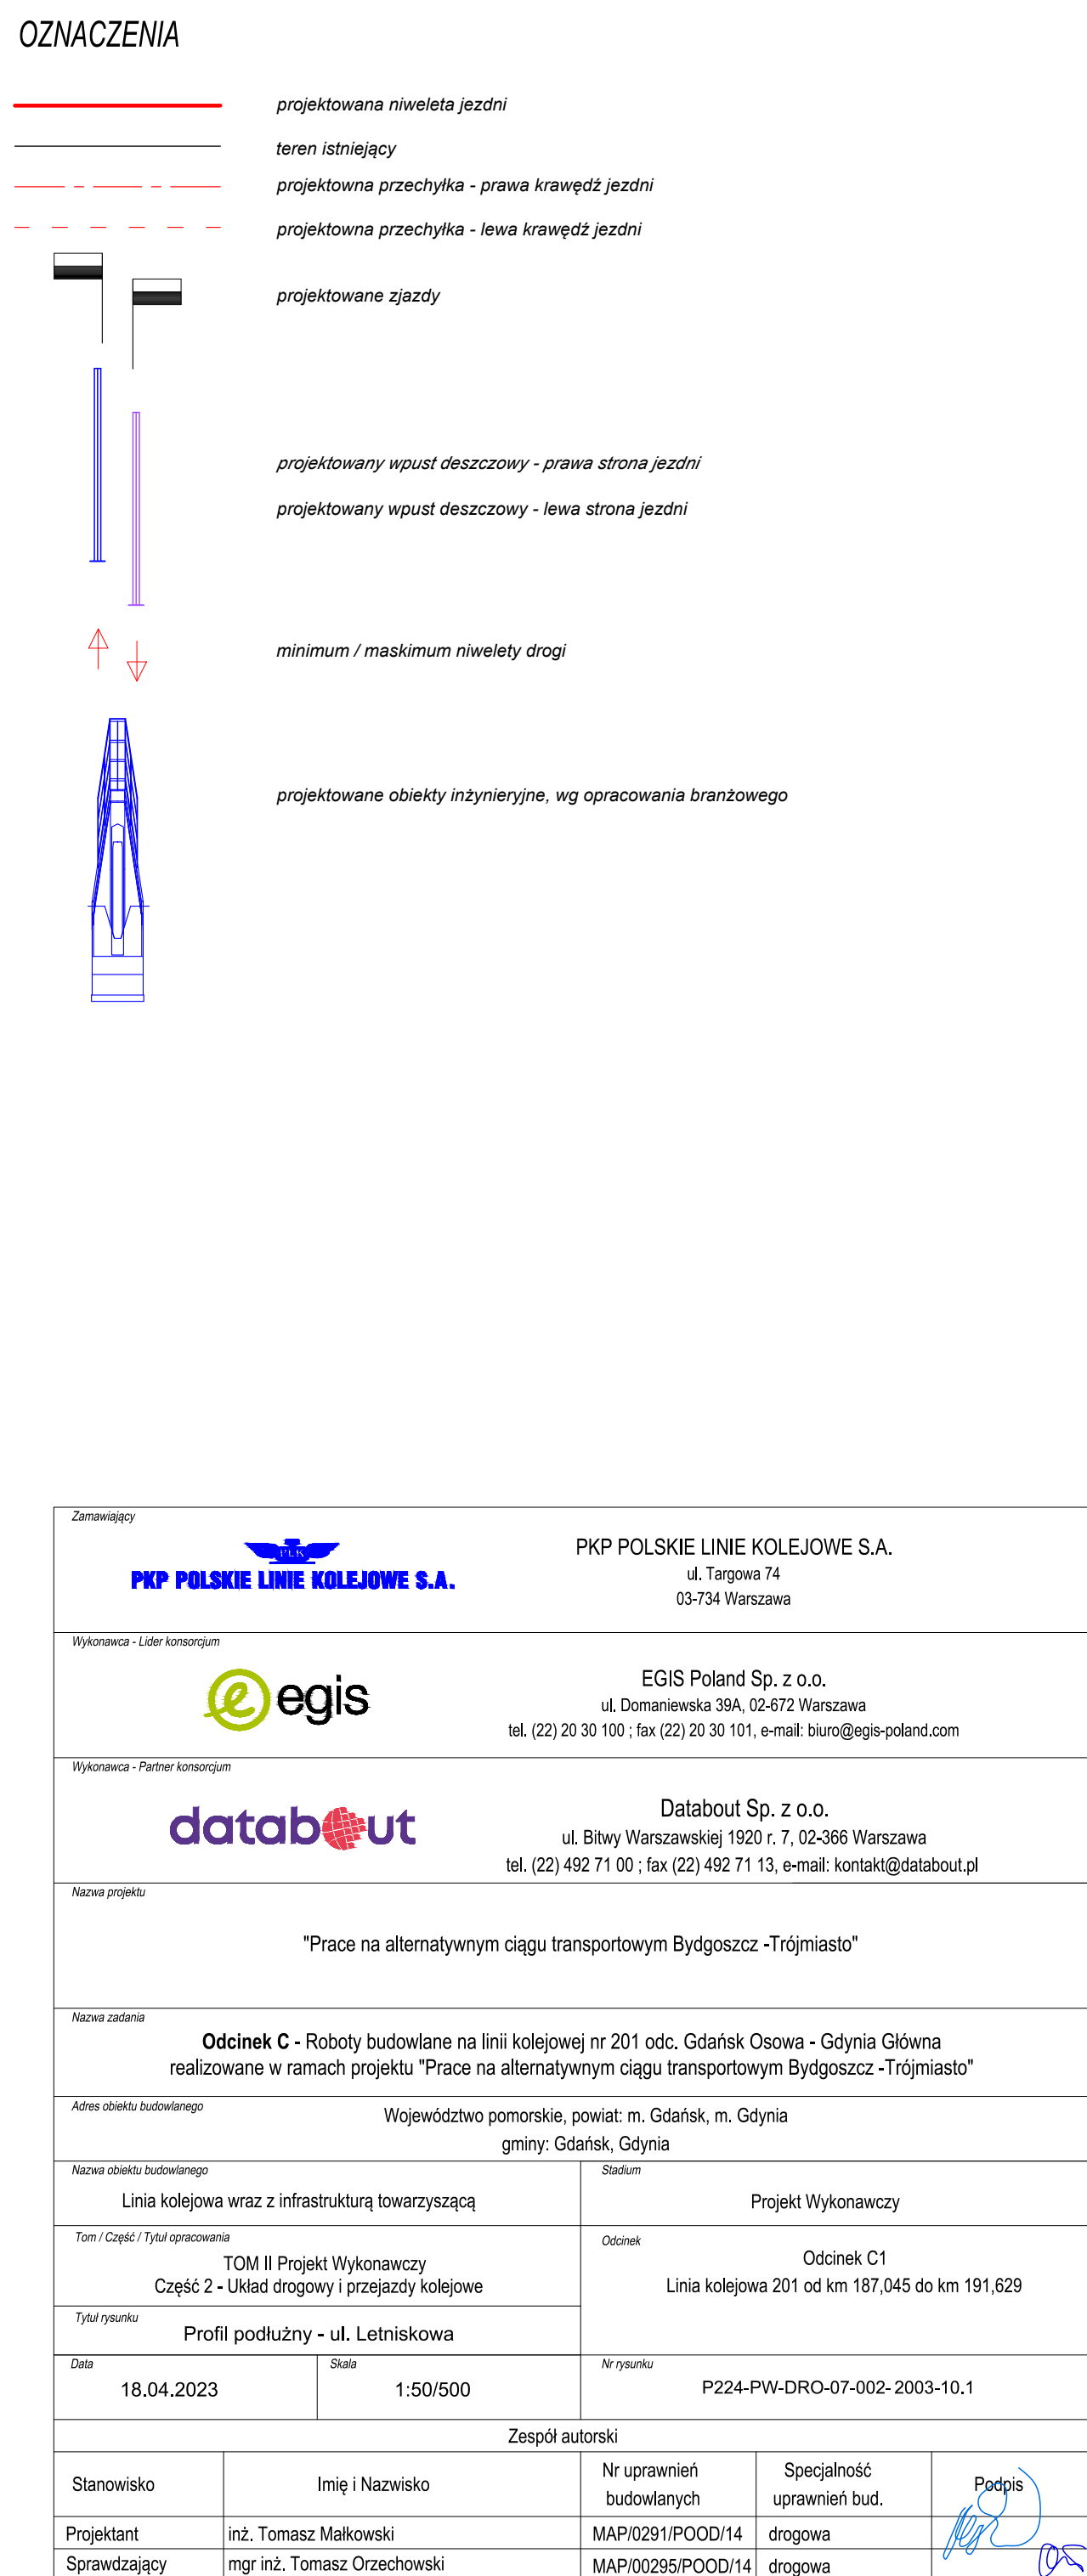 OZNACZENIA
projektowana niweleta jezdni
teren istniejący
projektowna przechyłka - prawa krawędź jezdni
projektowna przechyłka - lewa krawędź jezdni
projektowane zjazdy
projektowany wpust deszczowy - prawa strona jezdni
projektowany wpust deszczowy - lewa strona jezdni
minimum / maskimum niwelety drogi
projektowane obiekty inżynieryjne, wg opracowania branżowego
Zamawiający
PLK
PKP POLSKIE LINIE KOLEJOWE S.A.
PKP POLSKIE LINIE KOLEJOWE S.A.
ul. Targowa 74
03-734 Warszawa
Wykonawca - Lider konsorcjum
egis
EGIS Poland Sp. z o.o.
ul. Domaniewska 39A, 02-672 Warszawa
tel. (22) 20 30 100 ; fax (22) 20 30 101, e-mail: biuro@egis-poland.com
Wykonawca - Partner konsorcjum
databout
Databout Sp. z o.o.
ul. Bitwy Warszawskiej 1920 r. 7, 02-366 Warszawa
tel. (22) 492 71 00 ; fax (22) 492 71 13, e-mail: kontakt@databout.pl
Nazwa projektu
"Prace na alternatywnym ciągu transportowym Bydgoszcz -Trójmiasto"
Nazwa zadania
Odcinek C - Roboty budowlane na linii kolejowej nr 201 odc. Gdańsk Osowa - Gdynia Główna
realizowane w ramach projektu "Prace na alternatywnym ciągu transportowym Bydgoszcz -Trójmiasto"
Adres obiektu budowlanego
Województwo pomorskie, powiat: m. Gdańsk, m. Gdynia
gminy: Gdańsk, Gdynia
Nazwa obiektu budowlanego
Linia kolejowa wraz z infrastrukturą towarzyszącą
Stadium
Projekt Wykonawczy
Tom / Część / Tytuł opracowania
TOM II Projekt Wykonawczy
Część 2 - Układ drogowy i przejazdy kolejowe
Odcinek
Odcinek C1
Linia kolejowa 201 od km 187,045 do km 191,629
Tytuł rysunku
Profil podłużny - ul. Letniskowa
Data
18.04.2023
Skala
1:50/500
Nr rysunku
P224-PW-DRO-07-002- 2003-10.1
Zespół autorski
Stanowisko
Imię i Nazwisko
Nr uprawnień
budowlanych
Specjalność
uprawnień bud.
Podpis
Projektant
inż. Tomasz Małkowski
MAP/0291/POOD/14
drogowa
Sprawdzający
mgr inż. Tomasz Orzechowski
MAP/00295/POOD/14
drogowa